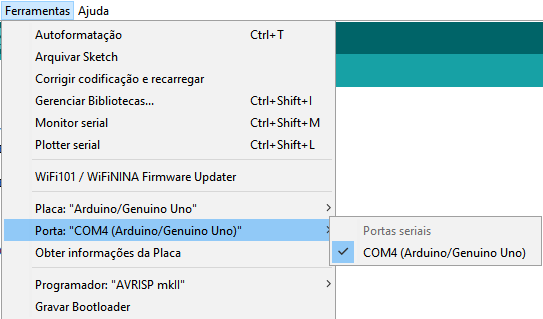 Ferramentas Ajuda
Autoformatação Ctrl+T
Arquivar Sketch
Corrigir codificação e recarregar
Gerenciar Bibliotecas... Ctrl+Shift+I
Monitor serial Ctrl+Shift+M
Plotter serial Ctrl+Shift+L
WiFi101 / WiFiNINA Firmware Updater
Placa: "Arduino/Genuino Uno"
Porta: "COM4 (Arduino/Genuino Uno)"
Portas seriais
COM4 (Arduino/Genuino Uno)
Obter informações da Placa
Programador: "AVRISP mkII"
Gravar Bootloader